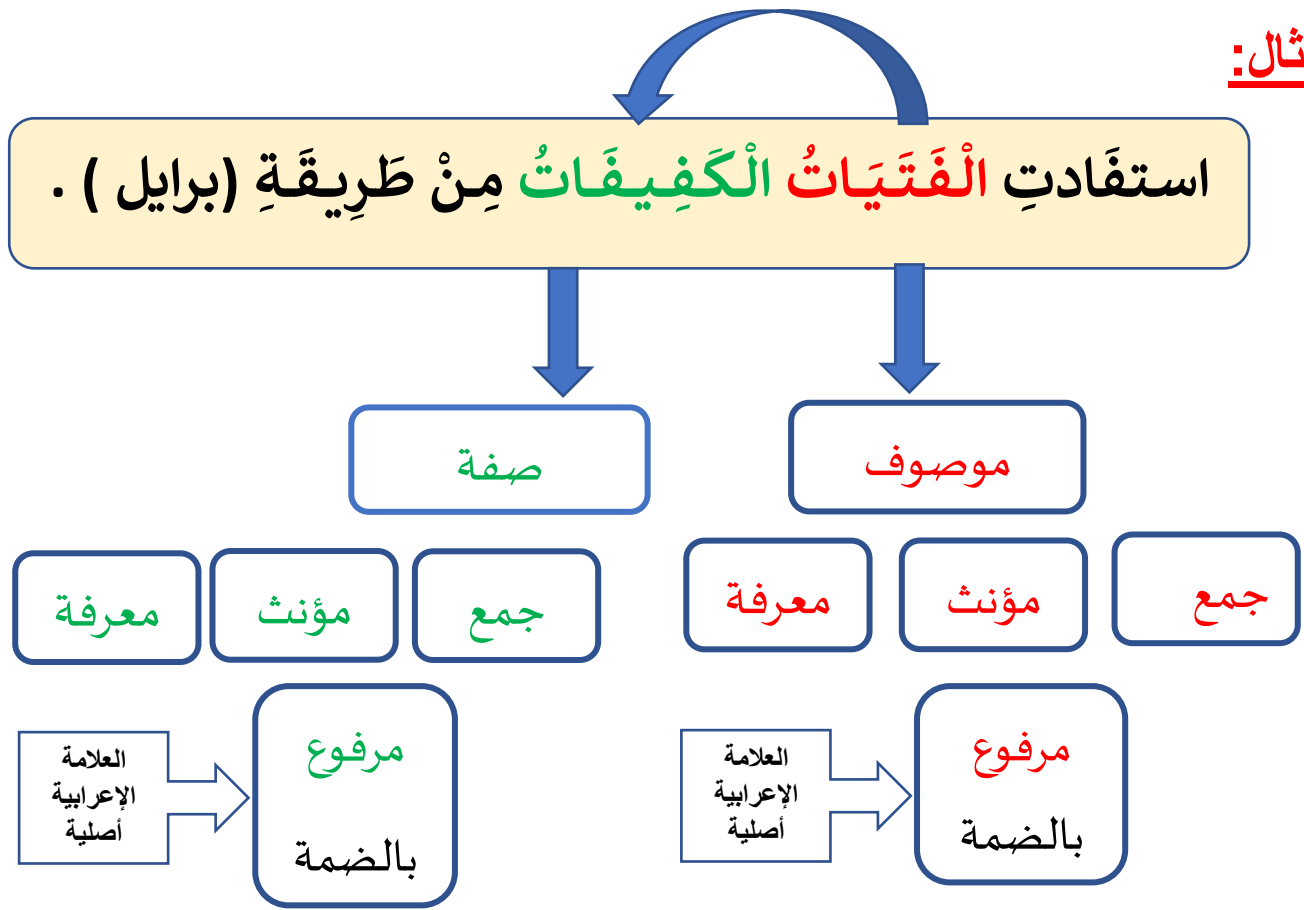 ثال:
استفَادتِ الْفَتَيَاتُ الْكَفِيفَاتُ مِنْ طَرِيقَةِ (برايل ) .
موصوف
صفة
جمع
مؤنث
معرفة
جمع
مؤنث
معرفة
مرفوع
بالضمة
العلامة
الإعرابية
أصلية
مرفوع
بالضمة
العلامة
الإعرابية
أصلية